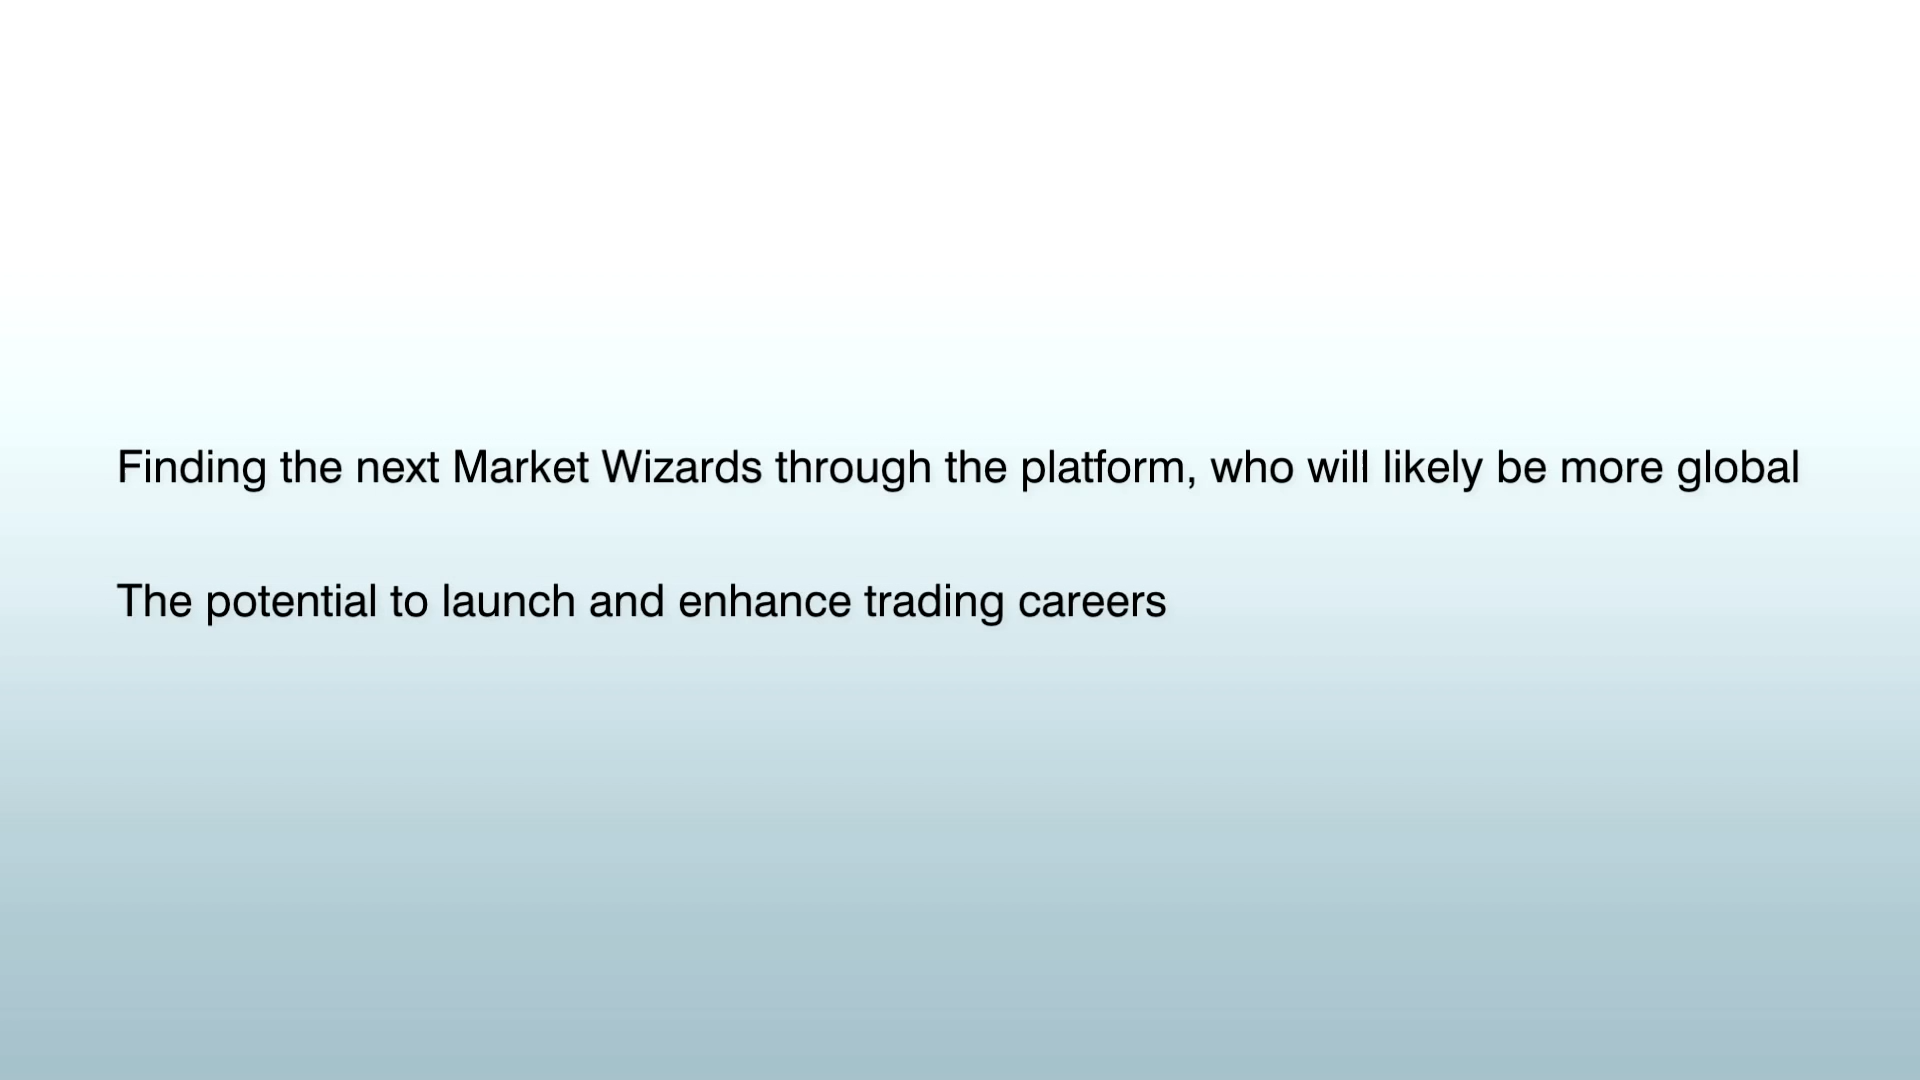 Finding the next Market Wizards through the platform, who will likely be more global
The potential to launch and enhance trading careers